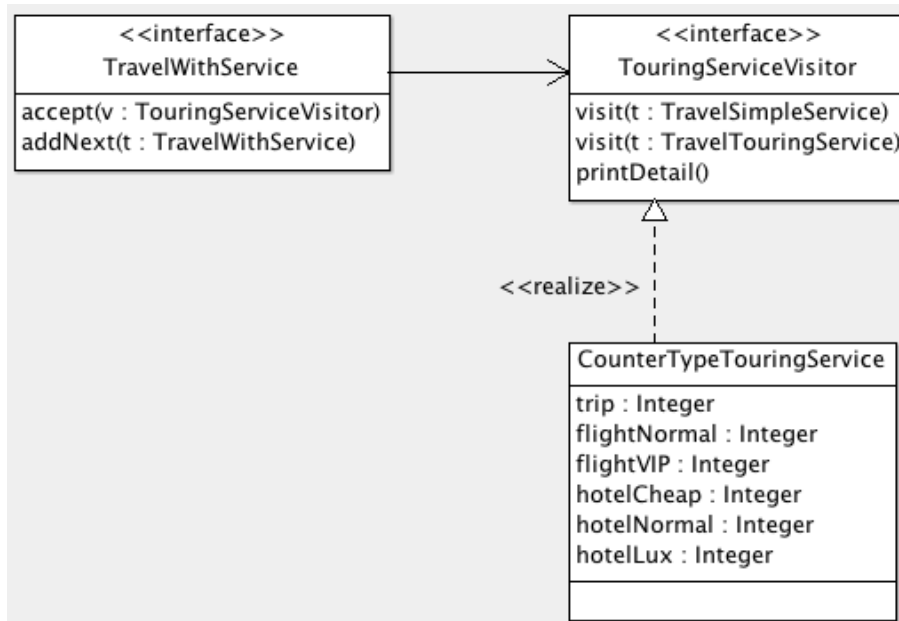 <<interface>>
TravelWithService
accept(v : TouringServiceVisitor)
addNext(t : TravelWithService)
<<interface>>
TouringServiceVisitor
visit(t : TravelSimpleService)
visit(t : TravelTouringService)
printDetail()
<<realize>>
CounterTypeTouringService
trip : Integer
flightNormal : Integer
flightVIP : Integer
hotelCheap : Integer
hotelNormal : Integer
hotelLux : Integer